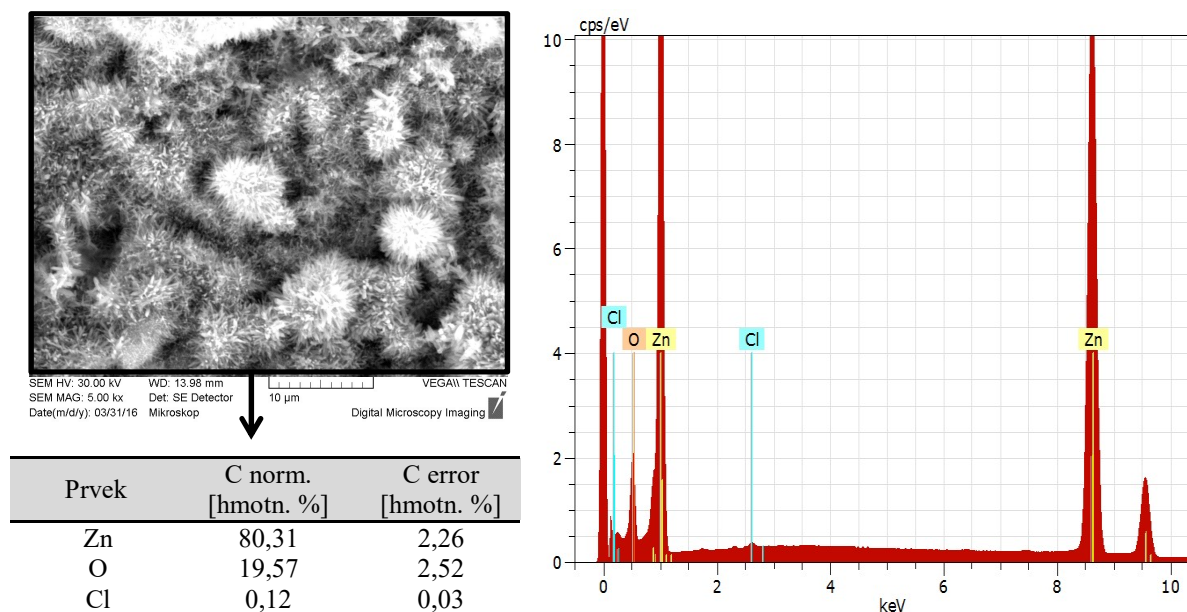 SEM HV: 30.00 kV WD: 13.98 mm VEGA\\ TESCAN
SEM MAG: 5.00 kx Det: SE Detector 10 µm
Date(m/d/y): 03/31/16 Mikroskop Digital Microscopy Imaging
Prvek C norm. [hmotn. %] C error [hmotn. %]
Zn 80,31 2,26
O 19,57 2,52
Cl 0,12 0,03
cps/eV
10
8
6
4
2
0
Cl
O Zn Cl Zn
0 2 4 6 8 10
keV